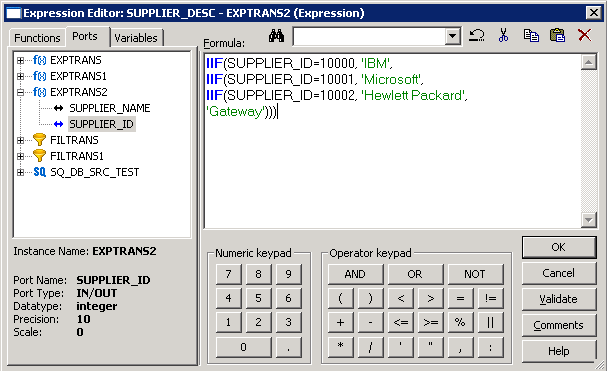 Expression Editor: SUPPLIER_DESC - EXPTRANS2 (Expression)
Functions Ports Variables
Formula:
EXPTRANS
EXPTRANS1
EXPTRANS2
SUPPLIER_NAME
SUPPLIER_ID
FILTRANS
FILTRANS1
SQ SQ_DB_SRC_TEST
IIF(SUPPLIER_ID=10000, 'IBM',
IIF(SUPPLIER_ID=10001, 'Microsoft',
IIF(SUPPLIER_ID=10002, 'Hewlett Packard',
'Gateway')))
Instance Name: EXPTRANS2
Port Name: SUPPLIER_ID
Port Type: IN/OUT
Datatype: integer
Precision: 10
Scale: 0
Numeric keypad
7 8 9
4 5 6
1 2 3
0 .
Operator keypad
AND OR NOT
( ) < > = !=
+ - <= >= % ||
* / ' " , :
OK
Cancel
Validate
Comments
Help